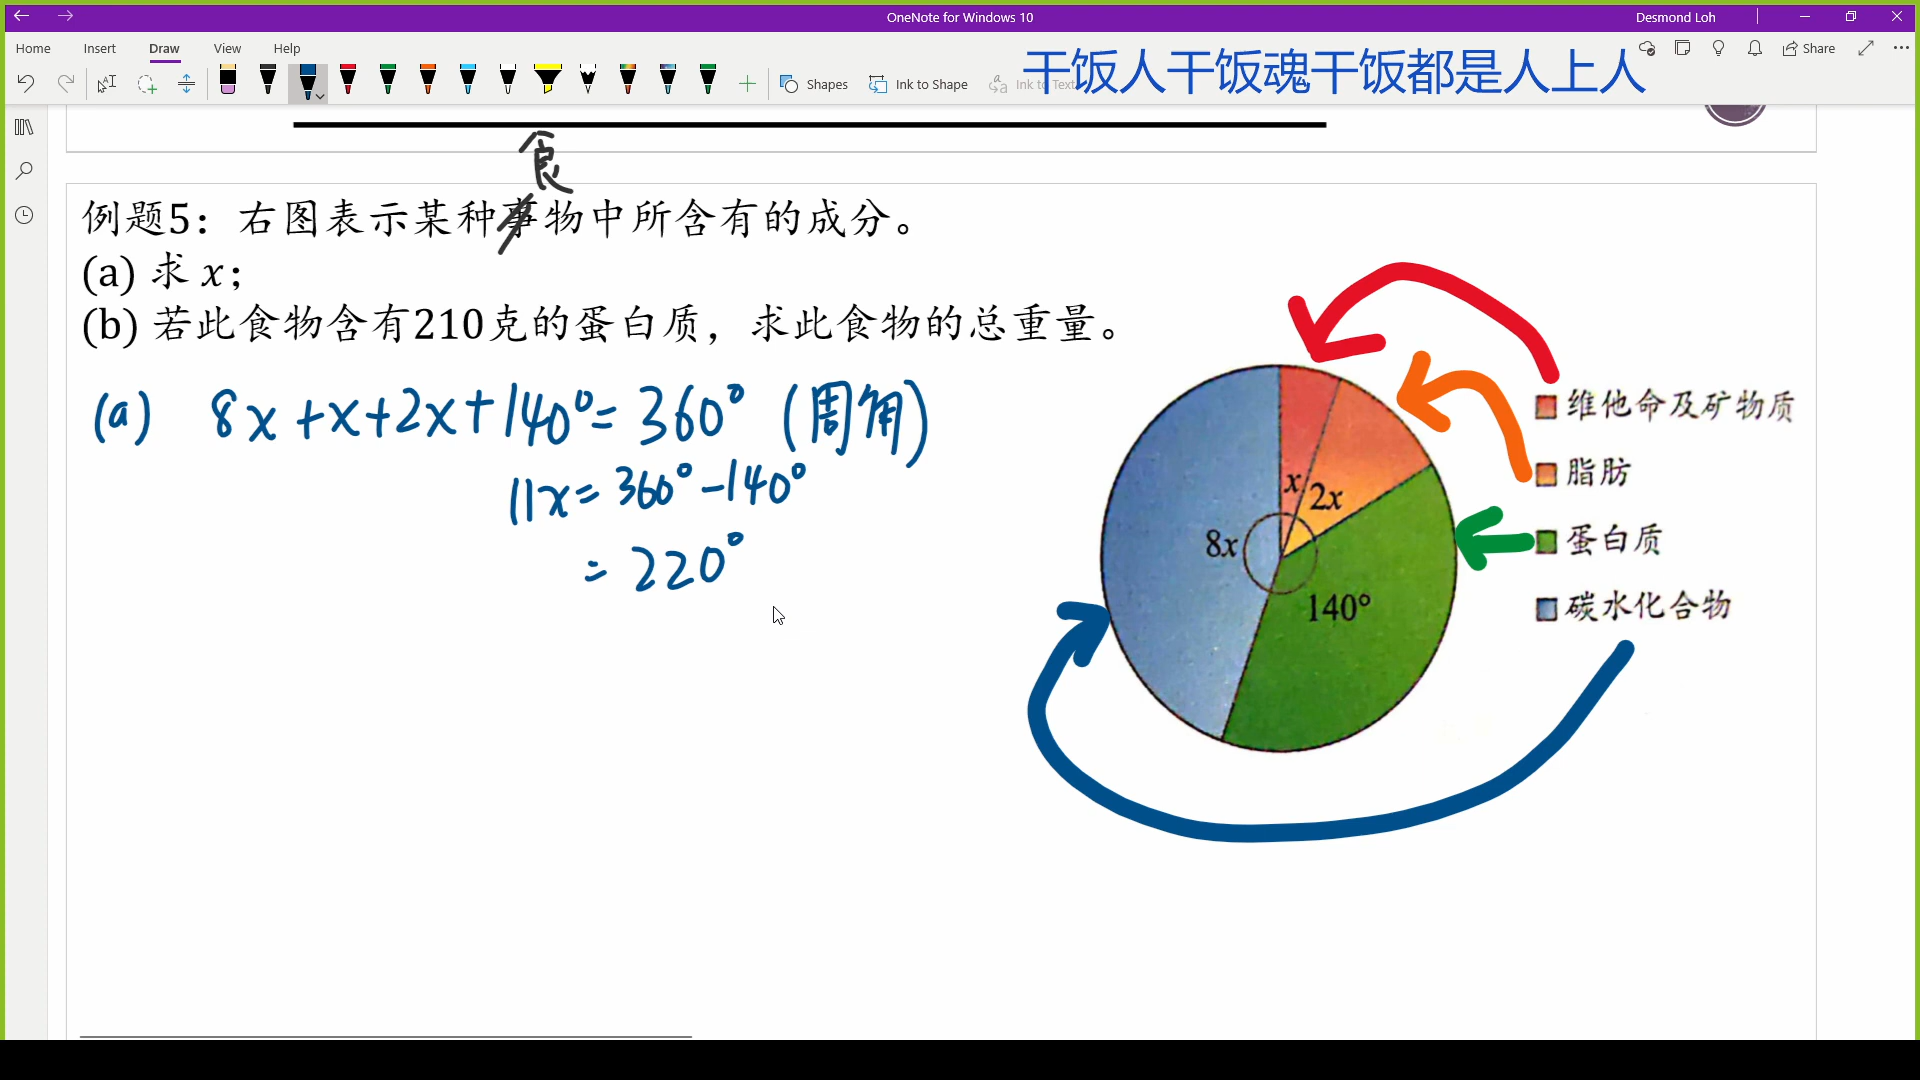 OneNote for Windows 10
Desmond Loh
Home Insert Draw View Help
Share
Shapes Ink to Shape Ink to Text
干饭人干饭魂干饭都是人上人
食
例题5：右图表示某种事物中所含有的成分。
(a) 求 x；
(b) 若此食物含有210克的蛋白质，求此食物的总重量。
(a) 8x + x + 2x + 140° = 360° (周角)
11x = 360° - 140°
= 220°
x
2x
8x
140°
维他命及矿物质
脂肪
蛋白质
碳水化合物